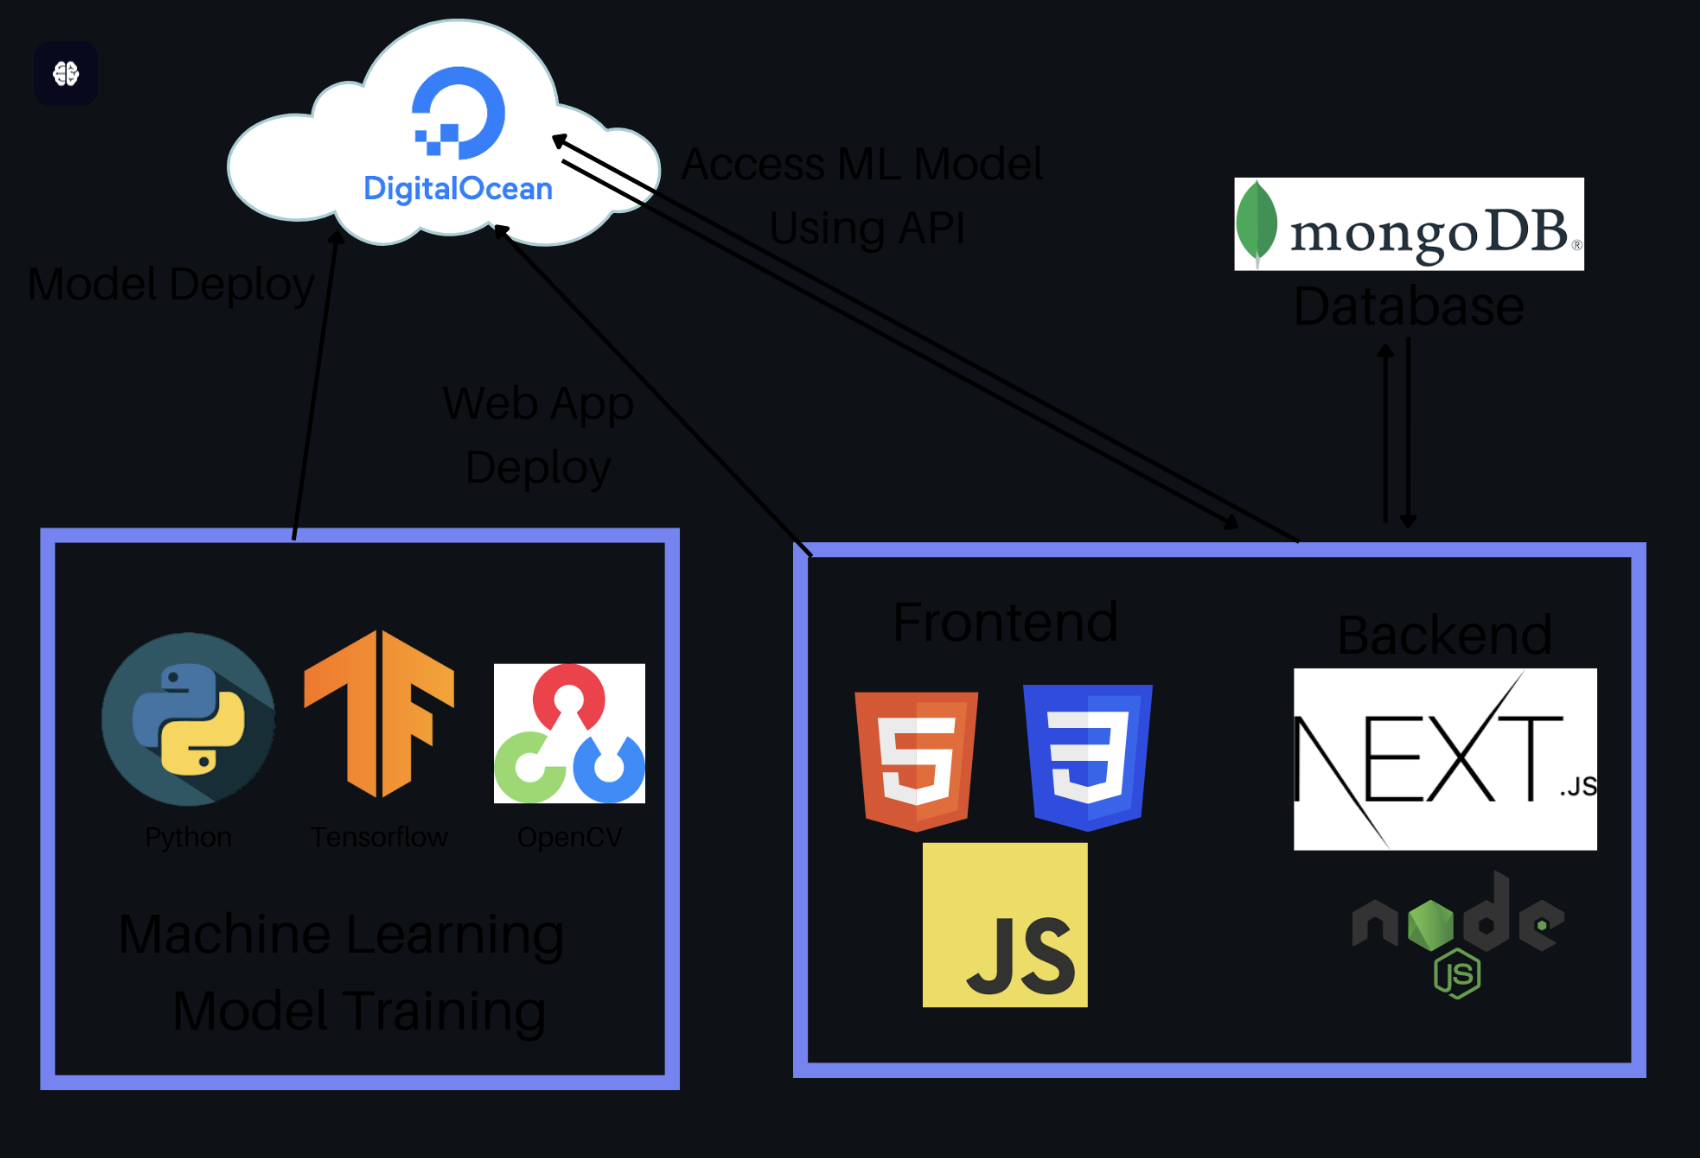 DigitalOcean
Access ML Model
Using API
mongoDB®
Database
Model Deploy
Web App
Deploy
Python
Tensorflow
OpenCV
Machine Learning
Model Training
Frontend
5
3
JS
Backend
NEXT.JS
node
JS